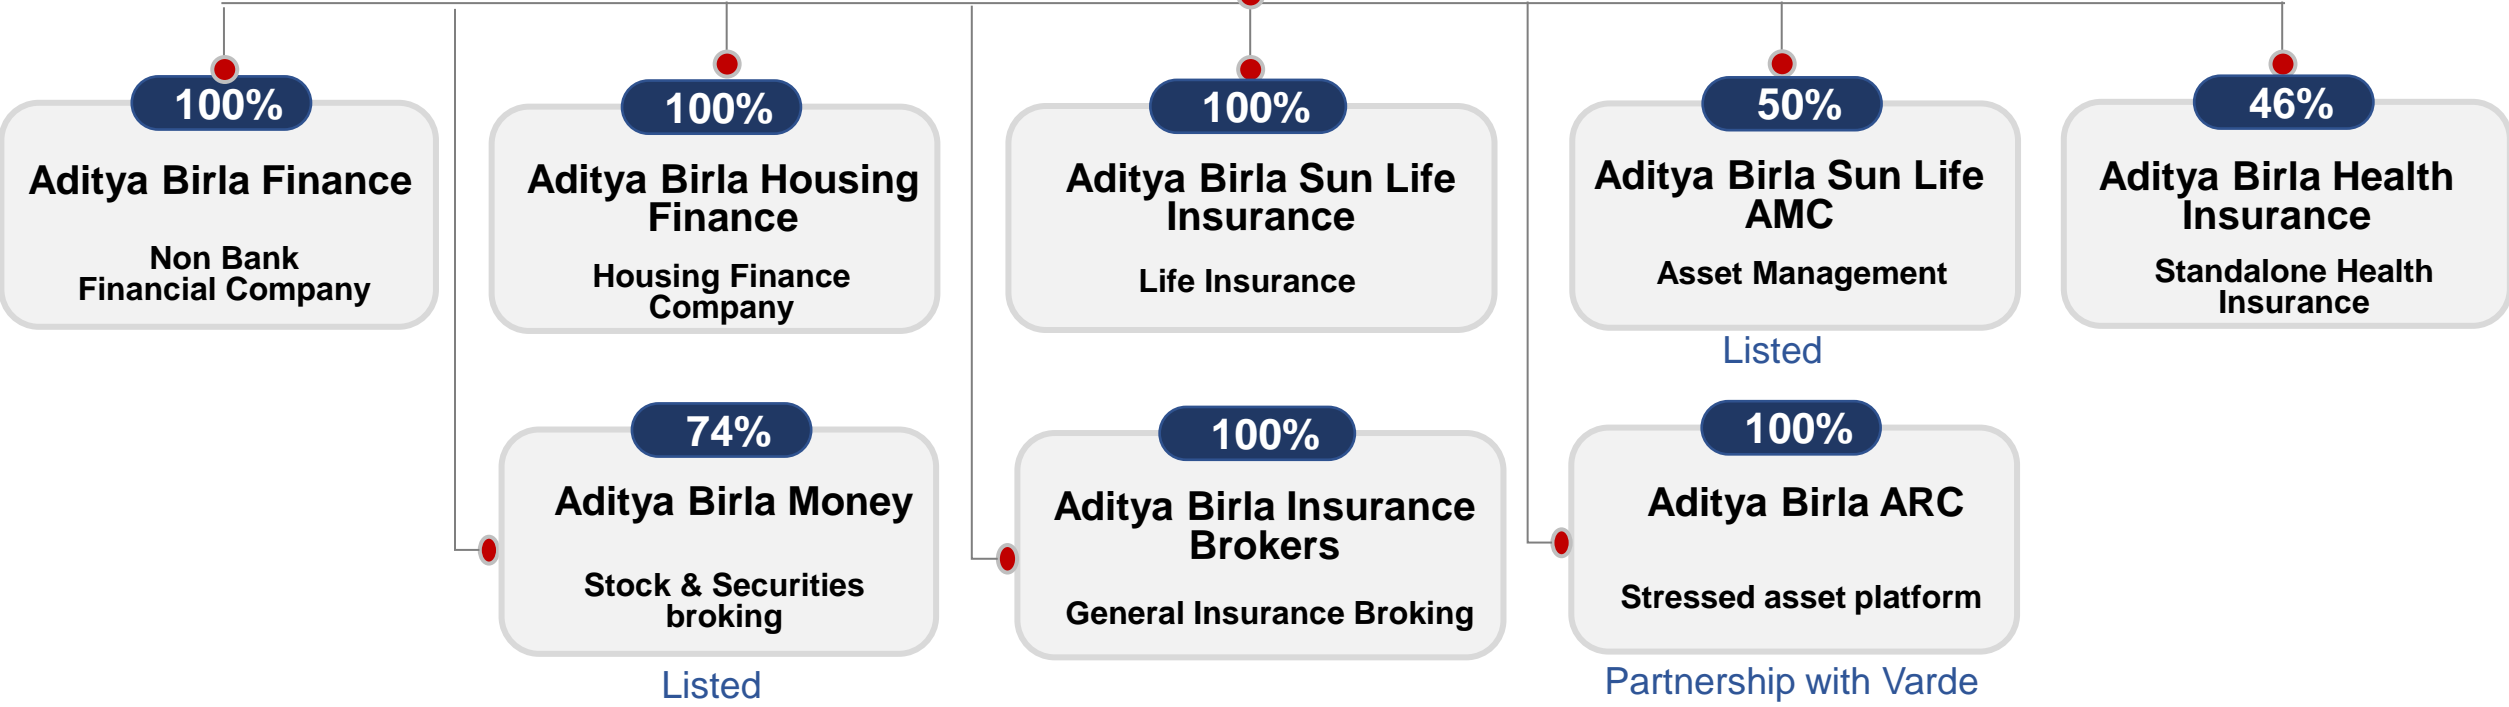 100%
Aditya Birla Finance
Non Bank
Financial Company
100%
Aditya Birla Housing
Finance
Housing Finance
Company
100%
Aditya Birla Sun Life
Insurance
Life Insurance
50%
Aditya Birla Sun Life
AMC
Asset Management
Listed
46%
Aditya Birla Health
Insurance
Standalone Health
Insurance
74%
Aditya Birla Money
Stock & Securities
broking
Listed
100%
Aditya Birla Insurance
Brokers
General Insurance Broking
100%
Aditya Birla ARC
Stressed asset platform
Partnership with Varde